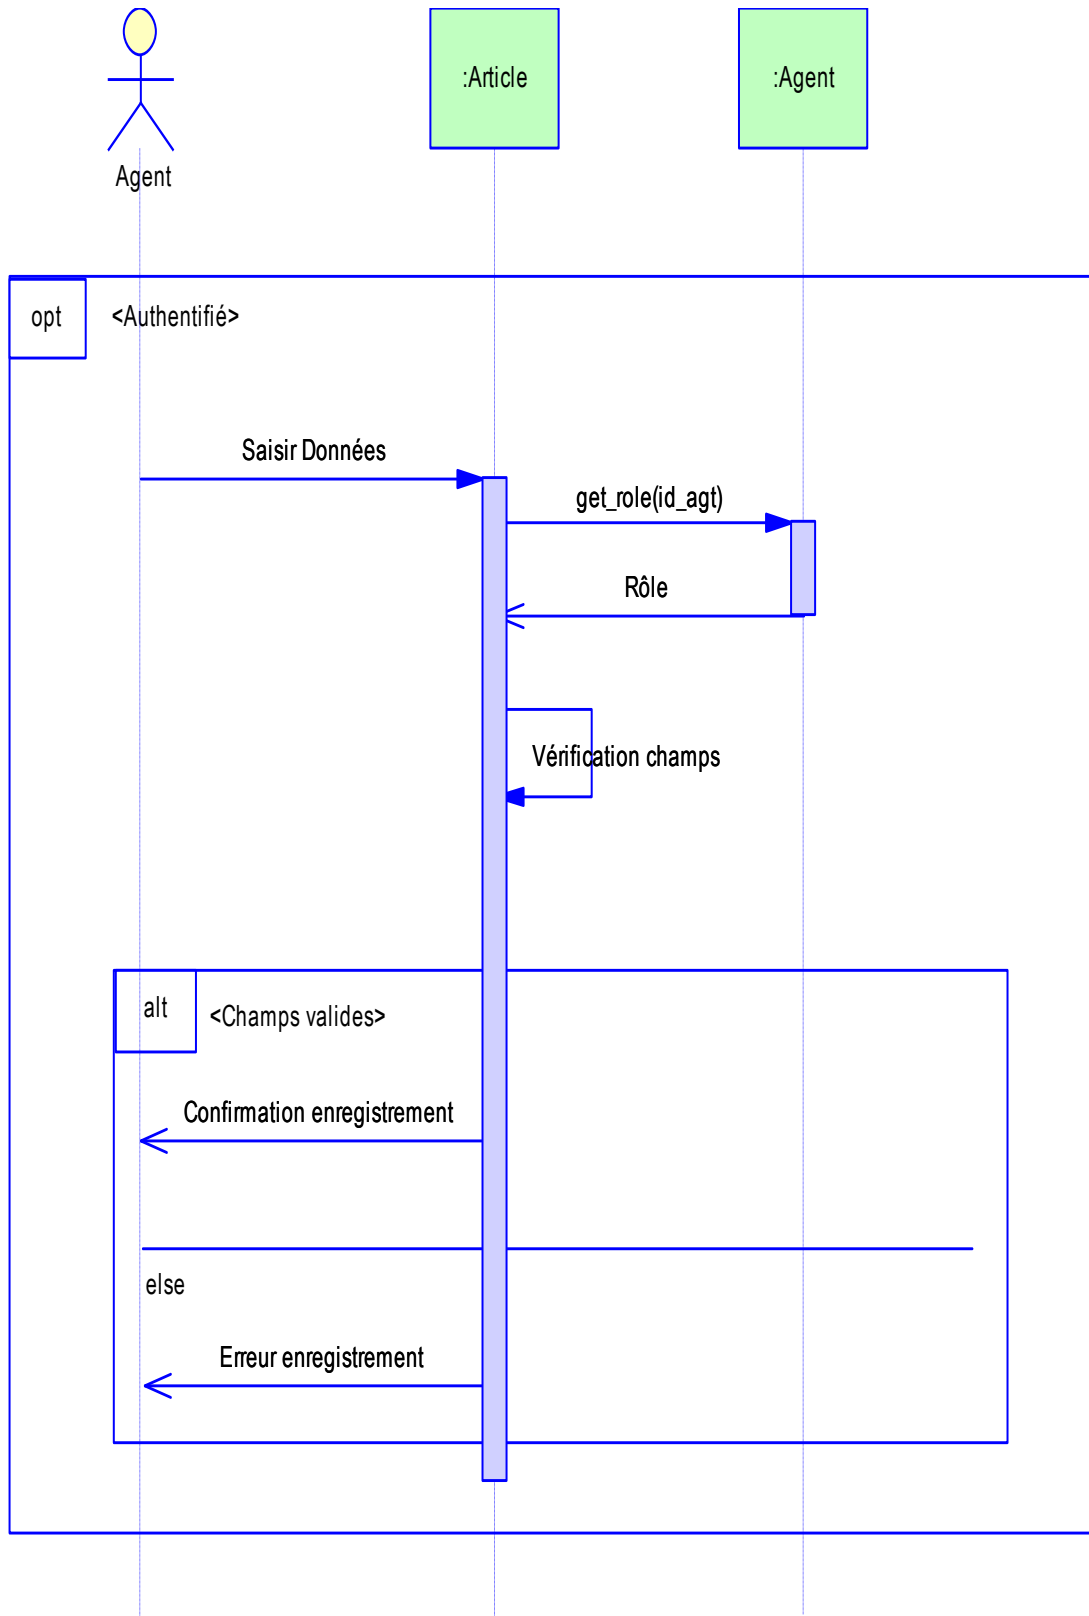 :Article
:Agent
Agent
opt
<Authentifié>
Saisir Données
get_role(id_agt)
Rôle
Vérification champs
alt
<Champs valides>
Confirmation enregistrement
else
Erreur enregistrement